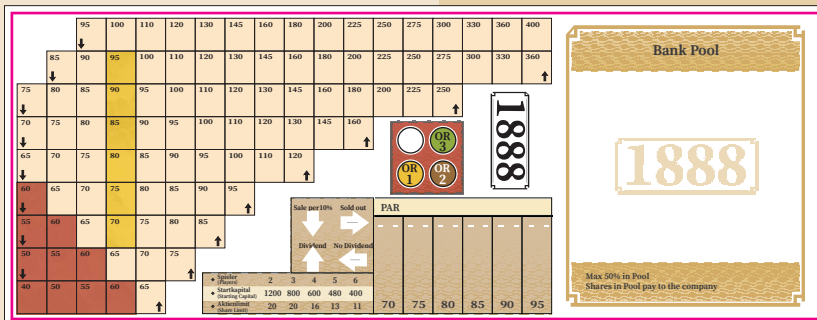 95 100 110 120 130 145 160 180 200 225 250 275 300 330 360 400
85 90 95 100 110 120 130 145 160 180 200 225 250 275 300 330 360
75 80 85 90 95 100 110 120 130 145 160 180 200 225 250
70 75 80 85 90 95 100 110 120 130 145 160
65 70 75 80 85 90 95 100 110 120
60 65 70 75 80 85 90 95
55 60 65 70 75 80 85
50 55 60 65 70 75
40 50 55 60 65
OR 3
OR 1
OR 2
1888
Sale per10% Sold out
Dividend No Dividend
PAR
70 75 80 85 90 95
Spieler (Players) 2 3 4 5 6
Startkapital (Starting Capital) 1200 800 600 480 400
Aktienlimit (Share Limit) 20 20 16 13 11
Bank Pool
1888
Max 50% in Pool
Shares in Pool pay to the company